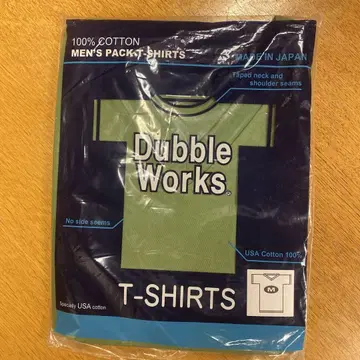 100% COTTON
MEN'S PACK T-SHIRTS
MADE IN JAPAN
Taped neck and
shoulder seams
Dubble
Works
No side seams
USA Cotton 100%
M
T-SHIRTS
Specialty USA cotton